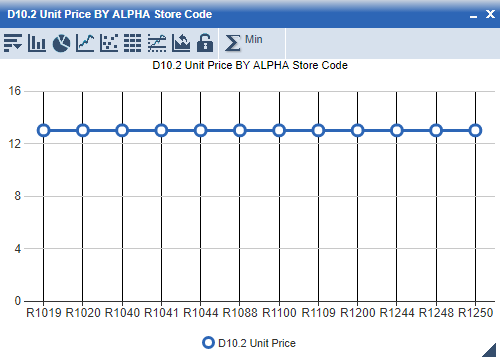 D10.2 Unit Price BY ALPHA Store Code
Min
D10.2 Unit Price BY ALPHA Store Code
16
12
8
4
0
R1019 R1020 R1040 R1041 R1044 R1088 R1100 R1109 R1200 R1244 R1248 R1250
D10.2 Unit Price